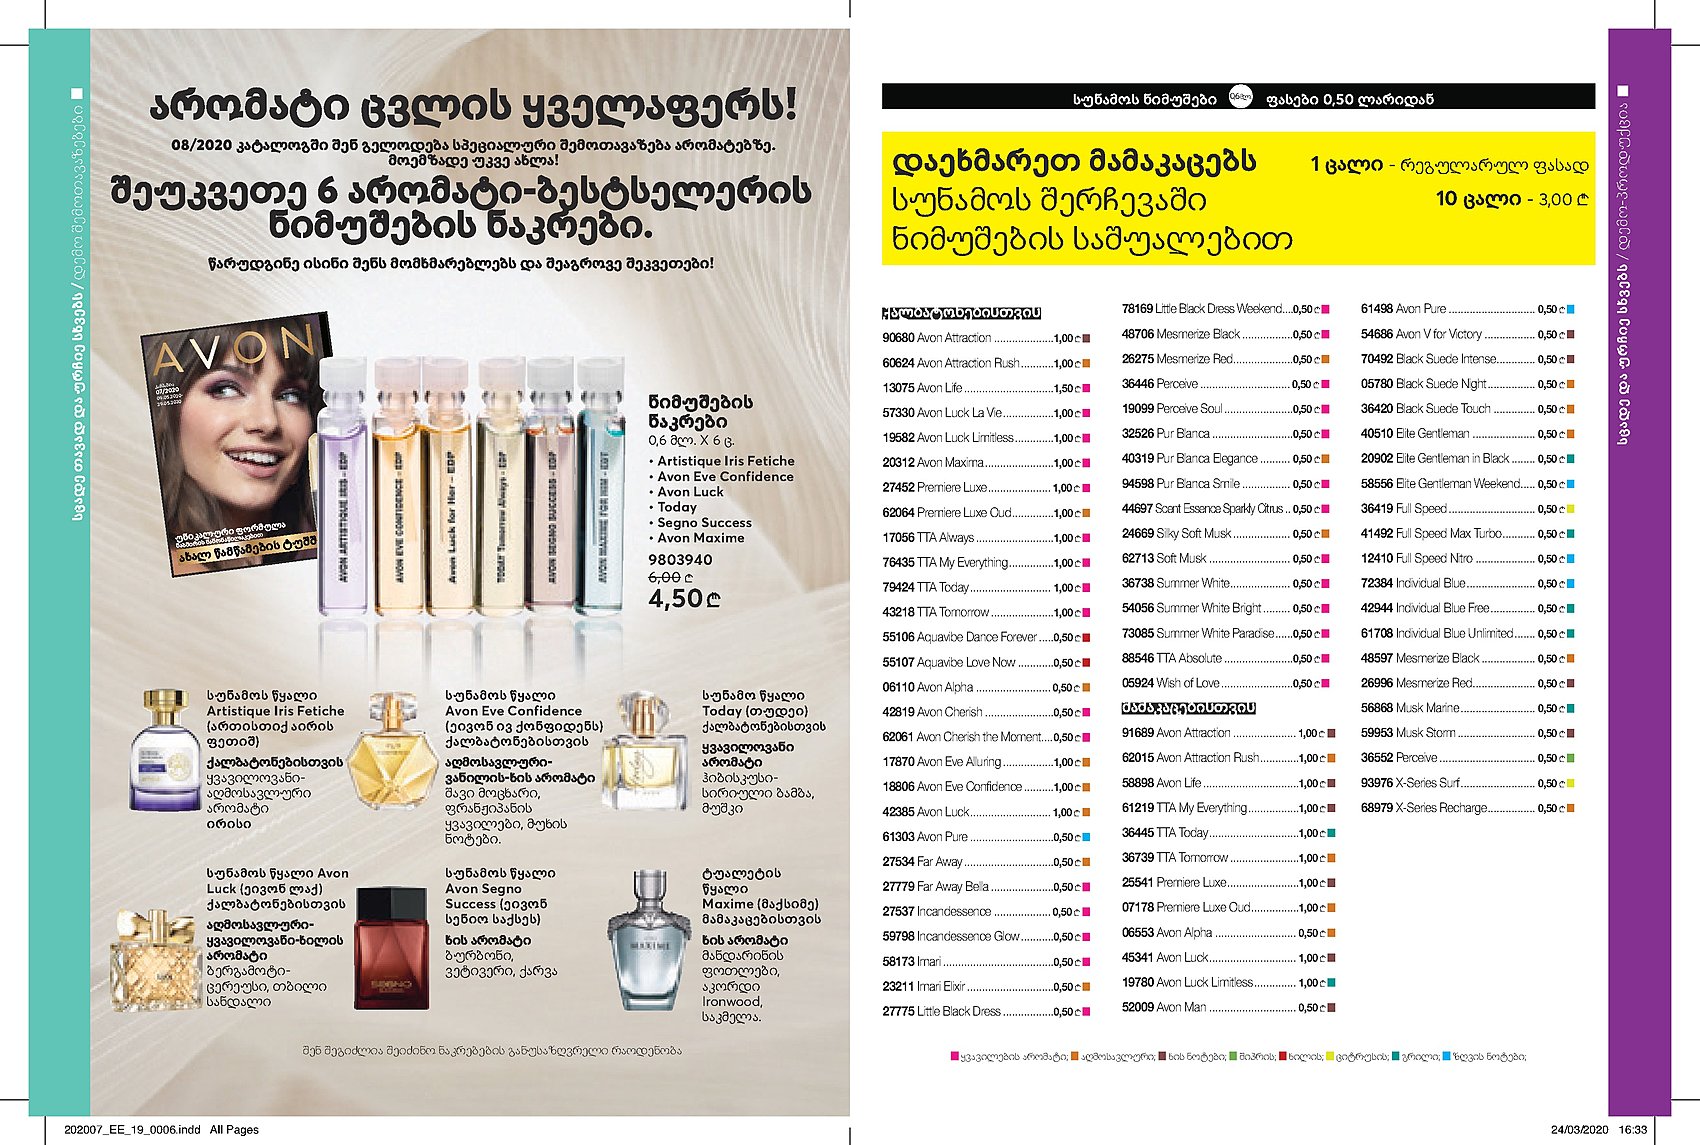 სცადე თავად და ურჩიე სხვებს / დემო შემოთავაზებები
არომატი ცვლის ყველაფერს!
08/2020 კატალოგში შენ გელოდება სპეციალური შემოთავაზება არომატებზე.
მოემზადე უკვე ახლა!
შეუკვეთე 6 არომატი-ბესტსელერის
ნიმუშების ნაკრები.
წარუდგინე ისინი შენს მომხმარებლებს და შეაგროვე შეკვეთები!
AVON
07/2020
უნიკალური ფორმულა
ახალ წამწამების ტუშში
AVON ARTISTIQUE IRIS - EDP
AVON EVE CONFIDENCE - EDP
Avon Luck for Her - EDP
TODAY Tomorrow Always - EDP
AVON SEGNO SUCCESS - EDP
AVON MAXIME FOR HIM - EDT
ნიმუშების
ნაკრები
0,6 მლ. X 6 ც.
• Artistique Iris Fetiche
• Avon Eve Confidence
• Avon Luck
• Today
• Segno Success
• Avon Maxime
9803940
6,00 ₾
4,50 ₾
სუნამოს წყალი
Artistique Iris Fetiche
(ართისთიქ აირის
ფეთიშ)
ქალბატონებისთვის
ყვავილოვანი-
აღმოსავლური
არომატი
ირისი
სუნამოს წყალი
Avon Eve Confidence
(ეივონ ივ ქონფიდენს)
ქალბატონებისთვის
აღმოსავლური-
ვანილის-ხის არომატი
შავი მოცხარი,
ფრანჟიპანის
ყვავილები, მუხის
ნოტები.
სუნამო წყალი
Today (თუდეი)
ქალბატონებისთვის
ყვავილოვანი
არომატი
ჰიბისკუსი-
სირიული ბამბა,
მუშკი
სუნამოს წყალი Avon
Luck (ეივონ ლაქ)
ქალბატონებისთვის
აღმოსავლური-
ყვავილოვანი-ხილის
არომატი
ბერგამოტი-
ცერეუსი, თბილი
სანდალი
სუნამოს წყალი
Avon Segno
Success (ეივონ
სენიო საქსეს)
ხის არომატი
ბურბონი,
ვეტივერი, ქარვა
SEGNO
ტუალეტის
წყალი
Maxime (მაქსიმე)
მამაკაცებისთვის
ხის არომატი
მანდარინის
ფოთლები,
აკორდი
Ironwood,
საკმელა.
MAXIME
შენ შეგიძლია შეიძინო ნაკრებების განუსაზღვრელი რაოდენობა
202007_EE_19_0006.indd All Pages
სუნამოს ნიმუშები 0,6მლ ფასები 0,50 ლარიდან
დაეხმარეთ მამაკაცებს
სუნამოს შერჩევაში
ნიმუშების საშუალებით
1 ცალი - რეგულარულ ფასად
10 ცალი - 3,00 ₾
ქალბატონებისთვის
90680 Avon Attraction ....................1,00 ₾
60624 Avon Attraction Rush...........1,00 ₾
13075 Avon Life ..............................1,50 ₾
57330 Avon Luck La Vie.................1,00 ₾
19582 Avon Luck Limitless.............1,00 ₾
20312 Avon Maxima.......................1,00 ₾
27452 Premiere Luxe..................... 1,00 ₾
62064 Premiere Luxe Oud..............1,00 ₾
17056 TTA Always..........................1,00 ₾
76435 TTA My Everything...............1,00 ₾
79424 TTA Today........................... 1,00 ₾
43218 TTA Tomorrow .....................1,00 ₾
55106 Aquavibe Dance Forever .....0,50 ₾
55107 Aquavibe Love Now ............0,50 ₾
06110 Avon Alpha ......................... 0,50 ₾
42819 Avon Cherish .......................0,50 ₾
62061 Avon Cherish the Moment....0,50 ₾
17870 Avon Eve Alluring.................1,00 ₾
18806 Avon Eve Confidence ..........1,00 ₾
42385 Avon Luck........................... 1,00 ₾
61303 Avon Pure ............................0,50 ₾
27534 Far Away..............................0,50 ₾
27779 Far Away Bella .....................0,50 ₾
27537 Incandessence ................... 0,50 ₾
59798 Incandessence Glow...........0,50 ₾
58173 Imari .....................................0,50 ₾
23211 Imari Elixir .............................0,50 ₾
27775 Little Black Dress .................0,50 ₾
78169 Little Black Dress Weekend....0,50 ₾
48706 Mesmerize Black .................0,50 ₾
26275 Mesmerize Red....................0,50 ₾
36446 Perceive .............................. 0,50 ₾
19099 Perceive Soul.......................0,50 ₾
32526 Pur Blanca ...........................0,50 ₾
40319 Pur Blanca Elegance .......... 0,50 ₾
94598 Pur Blanca Smile ................ 0,50 ₾
44697 Scent Essence Sparkly Citrus .. 0,50 ₾
24669 Silky Soft Musk ................... 0,50 ₾
62713 Soft Musk ........................... 0,50 ₾
36738 Summer White.................... 0,50 ₾
54056 Summer White Bright ......... 0,50 ₾
73085 Summer White Paradise......0,50 ₾
88546 TTA Absolute .......................0,50 ₾
05924 Wish of Love........................0,50 ₾
მამაკაცებისთვის
91689 Avon Attraction ...................... 1,00 ₾
62015 Avon Attraction Rush.............1,00 ₾
58898 Avon Life ................................1,00 ₾
61219 TTA My Everything.................1,00 ₾
36445 TTA Today..............................1,00 ₾
36739 TTA Tomorrow .......................1,00 ₾
25541 Premiere Luxe........................1,00 ₾
07178 Premiere Luxe Oud................1,00 ₾
06553 Avon Alpha ........................... 0,50 ₾
45341 Avon Luck..............................1,00 ₾
19780 Avon Luck Limitless.............. 1,00 ₾
52009 Avon Man ............................. 0,50 ₾
61498 Avon Pure ............................. 0,50 ₾
54686 Avon V for Victory ................. 0,50 ₾
70492 Black Suede Intense............. 0,50 ₾
05780 Black Suede Night................ 0,50 ₾
36420 Black Suede Touch .............. 0,50 ₾
40510 Elite Gentleman ..................... 0,50 ₾
20902 Elite Gentleman in Black ........ 0,50 ₾
58556 Elite Gentleman Weekend..... 0,50 ₾
36419 Full Speed ............................. 0,50 ₾
41492 Full Speed Max Turbo........... 0,50 ₾
12410 Full Speed Nitro .................... 0,50 ₾
72384 Individual Blue....................... 0,50 ₾
42944 Individual Blue Free............... 0,50 ₾
61708 Individual Blue Unlimited....... 0,50 ₾
48597 Mesmerize Black .................. 0,50 ₾
26996 Mesmerize Red..................... 0,50 ₾
56868 Musk Marine......................... 0,50 ₾
59953 Musk Storm .......................... 0,50 ₾
36552 Perceive ................................ 0,50 ₾
93976 X-Series Surf......................... 0,50 ₾
68979 X-Series Recharge................ 0,50 ₾
ყვავილების არომატი; აღმოსავლური; ხის ნოტები; შიპრის; ხილის; ციტრუსის; გრილი; ზღვის ნოტები;
სცადე და ურჩიე სხვებს / დემო-პროდუქცია
24/03/2020 16:33